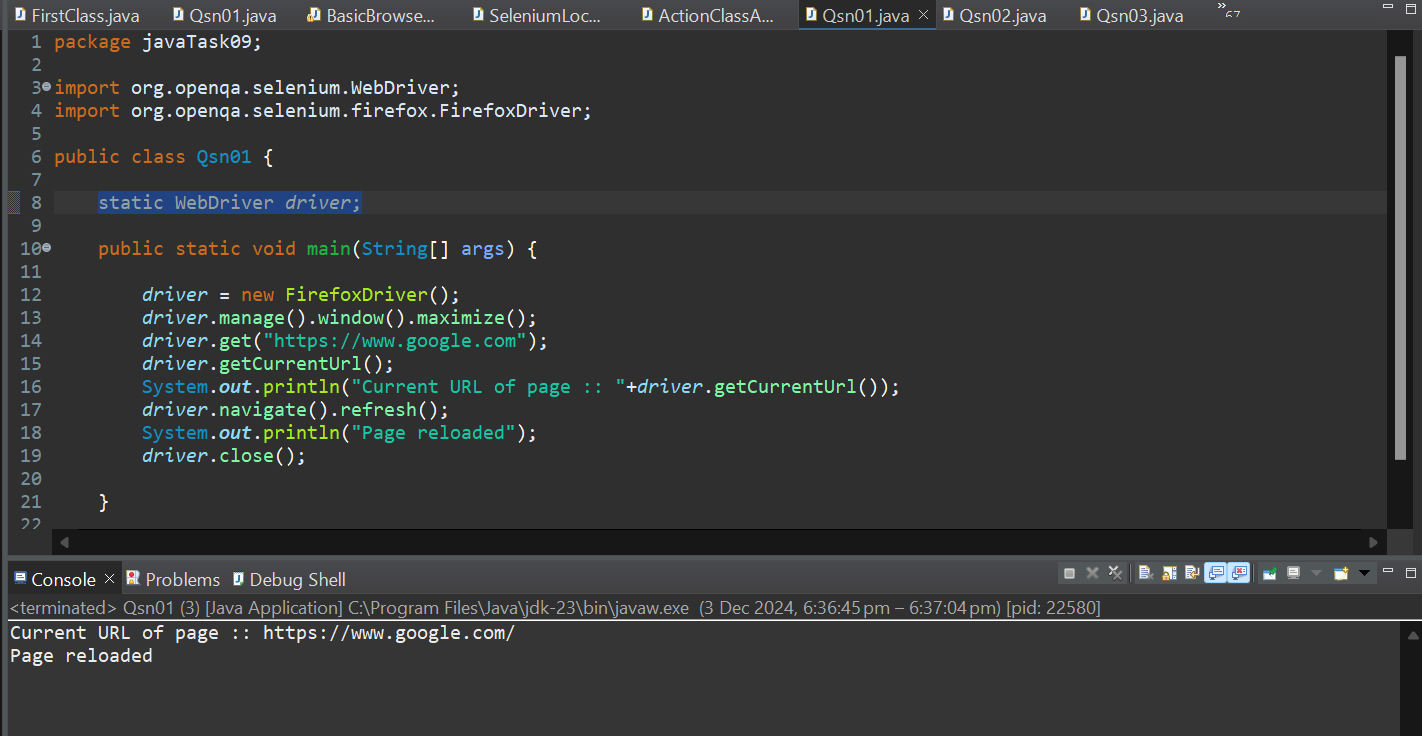 FirstClass.java Qsn01.java BasicBrowse... SeleniumLoc... ActionClassA... Qsn01.java Qsn02.java Qsn03.java » 67
1 package javaTask09;
2
3 import org.openqa.selenium.WebDriver;
4 import org.openqa.selenium.firefox.FirefoxDriver;
5
6 public class Qsn01 {
7
8 static WebDriver driver;
9
10 public static void main(String[] args) {
11
12 driver = new FirefoxDriver();
13 driver.manage().window().maximize();
14 driver.get("https://www.google.com");
15 driver.getCurrentUrl();
16 System.out.println("Current URL of page :: "+driver.getCurrentUrl());
17 driver.navigate().refresh();
18 System.out.println("Page reloaded");
19 driver.close();
20
21 }
22
Console Problems Debug Shell
<terminated> Qsn01 (3) [Java Application] C:\Program Files\Java\jdk-23\bin\javaw.exe (3 Dec 2024, 6:36:45 pm – 6:37:04 pm) [pid: 22580]
Current URL of page :: https://www.google.com/
Page reloaded